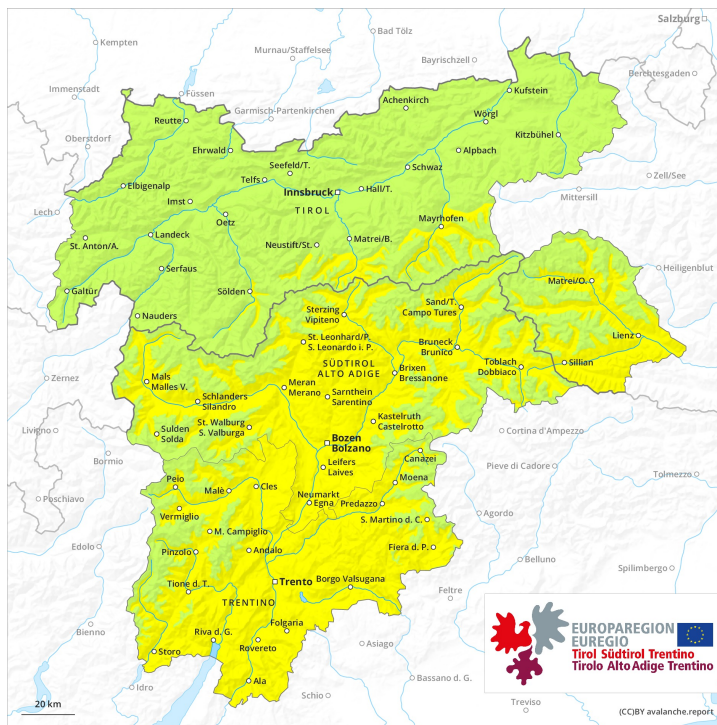 Salzburg
Kempten
Bad Tölz
Murnau/Staffelsee
Bayrischzell
Berchtesgaden
Immenstadt
Füssen
Garmisch-Partenkirchen
Achenkirch
Kufstein
Reutte
Wörgl
Oberstdorf
Ehrwald
Kitzbühel
Alpbach
Seefeld/T.
Schwaz
Telfs
Zell/See
Elbigenalp
Innsbruck
Hall/T.
Mittersill
Imst
TIROL
Lech
Oetz
Mayrhofen
St. Anton/A.
Landeck
Neustift/St.
Matrei/B.
Serfaus
Heiligenblut
Galtür
Sölden
Matrei/O.
Nauders
Sterzing
Vipiteno
Sand/T.
Campo Tures
Lienz
St. Leonhard/P.
S. Leonardo i. P.
Bruneck
Brunico
Sillian
SÜDTIROL
ALTO ADIGE
Toblach
Dobbiaco
Zernez
Mals
Malles V.
Brixen
Bressanone
Meran
Merano
Schlanders
Silandro
Sarnthein
Sarentino
St. Walburg
S. Valburga
Kastelruth
Castelrotto
Livigno
Sulden
Solda
Cortina d'Ampezzo
Bozen
Bolzano
Bormio
Canazei
Pieve di Cadore
Leifers
Laives
Tolmezzo
Peio
Moena
Poschiavo
Malè
Cles
Neumarkt
Egna
Predazzo
Vermiglio
Agordo
S. Martino d. C.
M. Campiglio
Edolo
Pinzolo
Andalo
Fiera d. P.
Belluno
Spilimbergo
Tione d. T.
Trento
Borgo Valsugana
Feltre
TRENTINO
Folgaria
Bienno
Riva d. G.
Rovereto
Asiago
Storo
Ala
Bassano d. G.
Idro
Schio
Treviso
EUROPAREGION
EUREGIO
Tirol Südtirol Trentino
Tirolo Alto Adige Trentino
20 km
(CC)BY avalanche.report